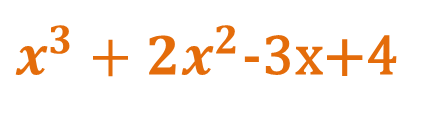 x³ + 2x²-3x+4